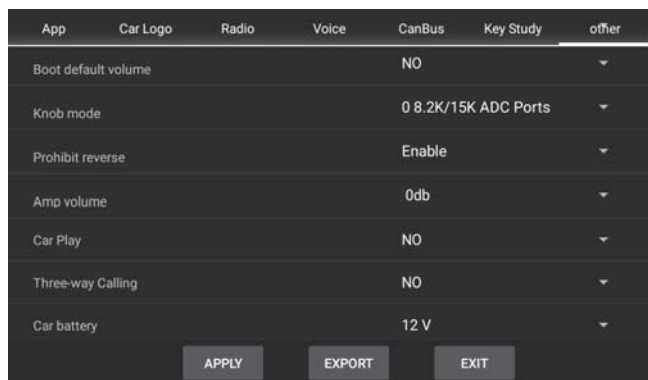 App Car Logo Radio Voice CanBus Key Study other
Boot default volume NO
Knob mode 0 8.2K/15K ADC Ports
Prohibit reverse Enable
Amp volume 0db
Car Play NO
Three-way Calling NO
Car battery 12 V
APPLY EXPORT EXIT